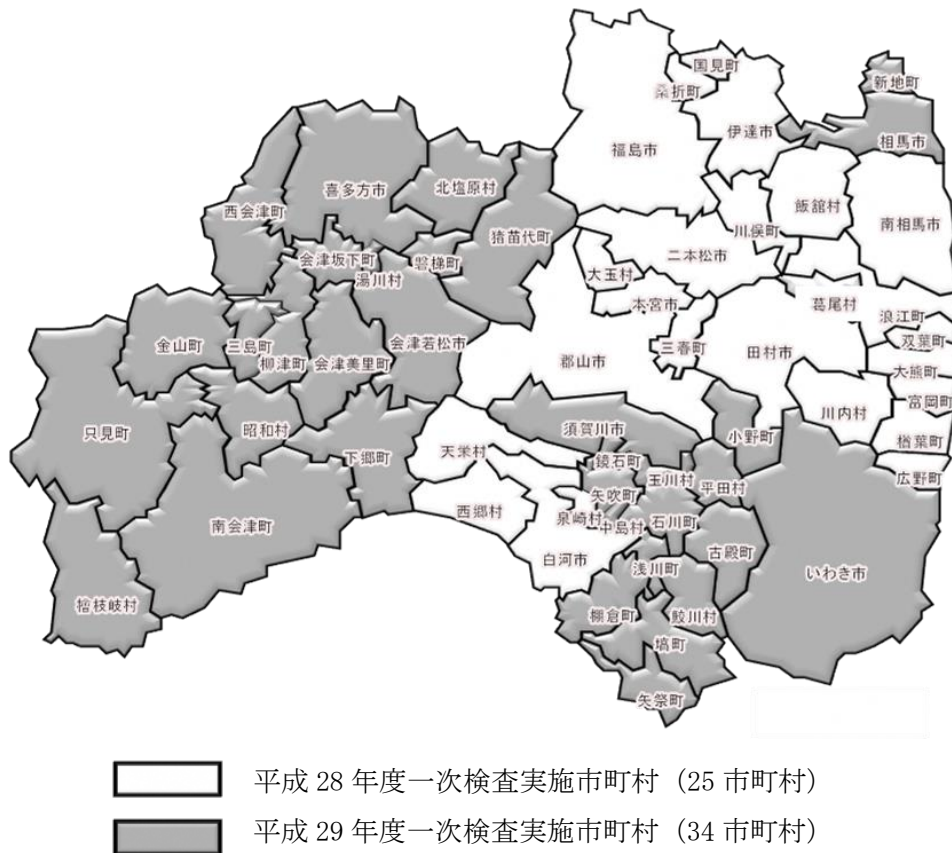 国見町
新地町
桑折町
伊達市
相馬市
福島市
喜多方市
北塩原村
飯舘村
西会津町
南相馬市
猪苗代町
川俣町
会津坂下町
磐梯町
二本松市
湯川村
大玉村
葛尾村
本宮市
浪江町
双葉町
金山町
三島町
会津若松市
三春町
田村市
柳津町
会津美里町
郡山市
大熊町
富岡町
川内村
只見町
昭和村
須賀川市
小野町
楢葉町
天栄村
下郷町
鏡石町
玉川村
平田村
広野町
矢吹町
西郷村
泉崎村
中島村
石川町
南会津町
白河市
古殿町
浅川町
いわき市
檜枝岐村
棚倉町
鮫川村
塙町
矢祭町
平成 28 年度一次検査実施市町村（25 市町村）
平成 29 年度一次検査実施市町村（34 市町村）